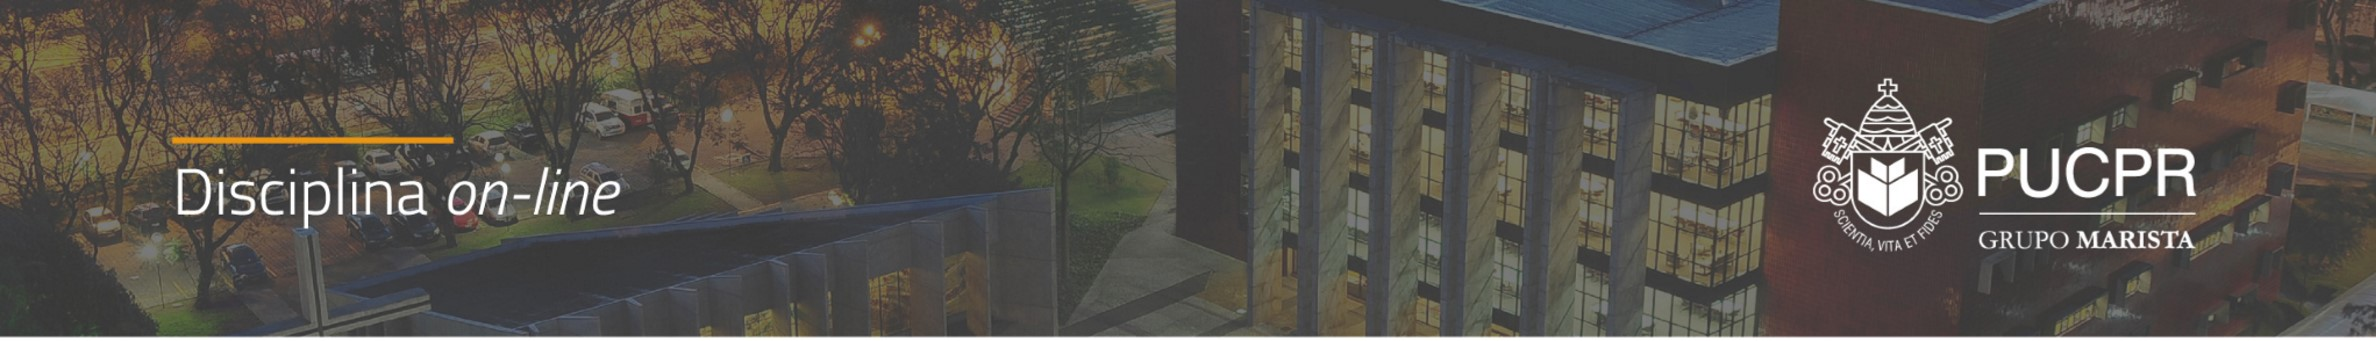 Disciplina on-line
PUCPR
GRUPO MARISTA
SCIENTIA, VITA ET FIDES